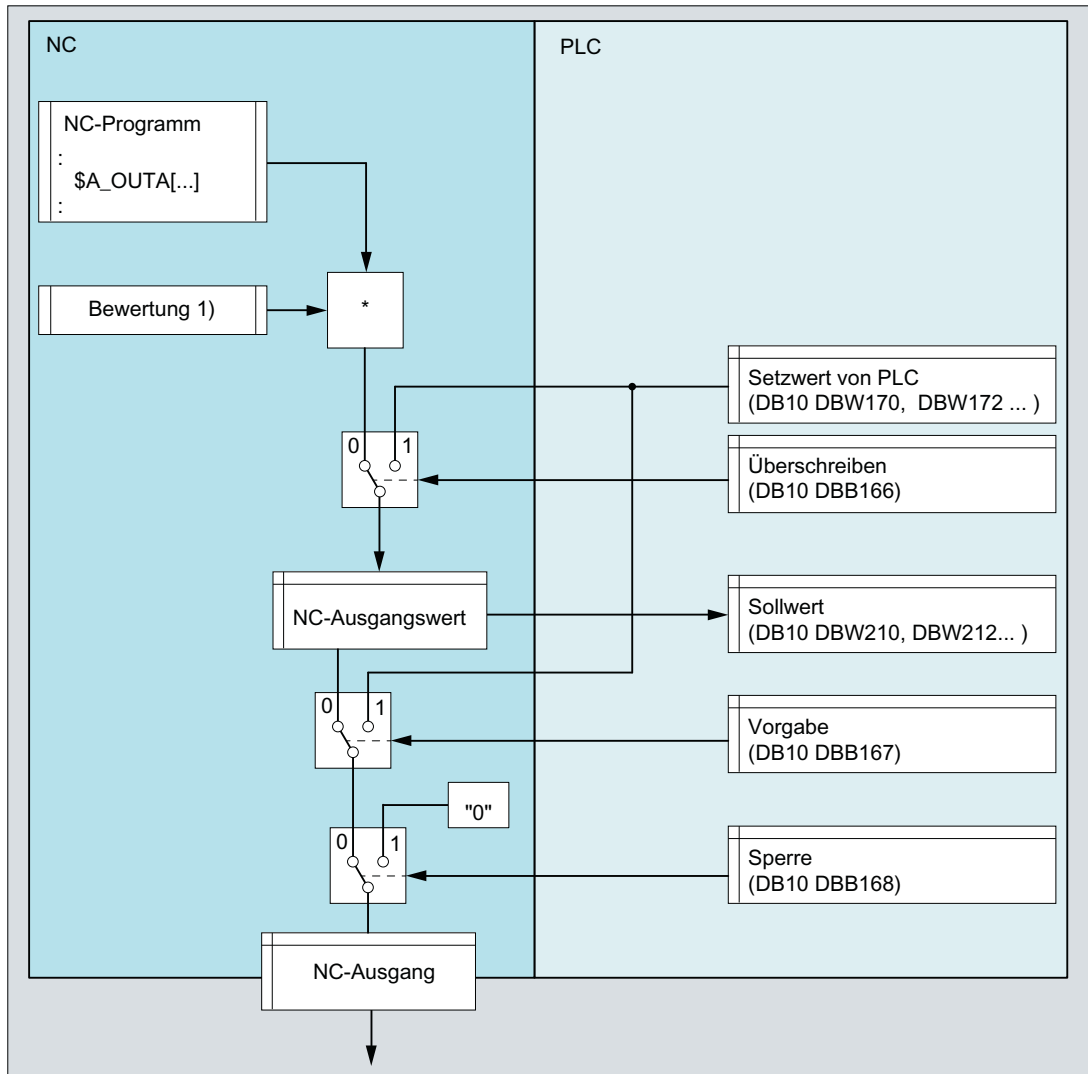 NC
PLC
NC-Programm
:
$A_OUTA[...]
:
Bewertung 1)
*
Setzwert von PLC
(DB10 DBW170, DBW172 ... )
0 1
Überschreiben
(DB10 DBB166)
NC-Ausgangswert
Sollwert
(DB10 DBW210, DBW212... )
0 1
Vorgabe
(DB10 DBB167)
"0"
0 1
Sperre
(DB10 DBB168)
NC-Ausgang